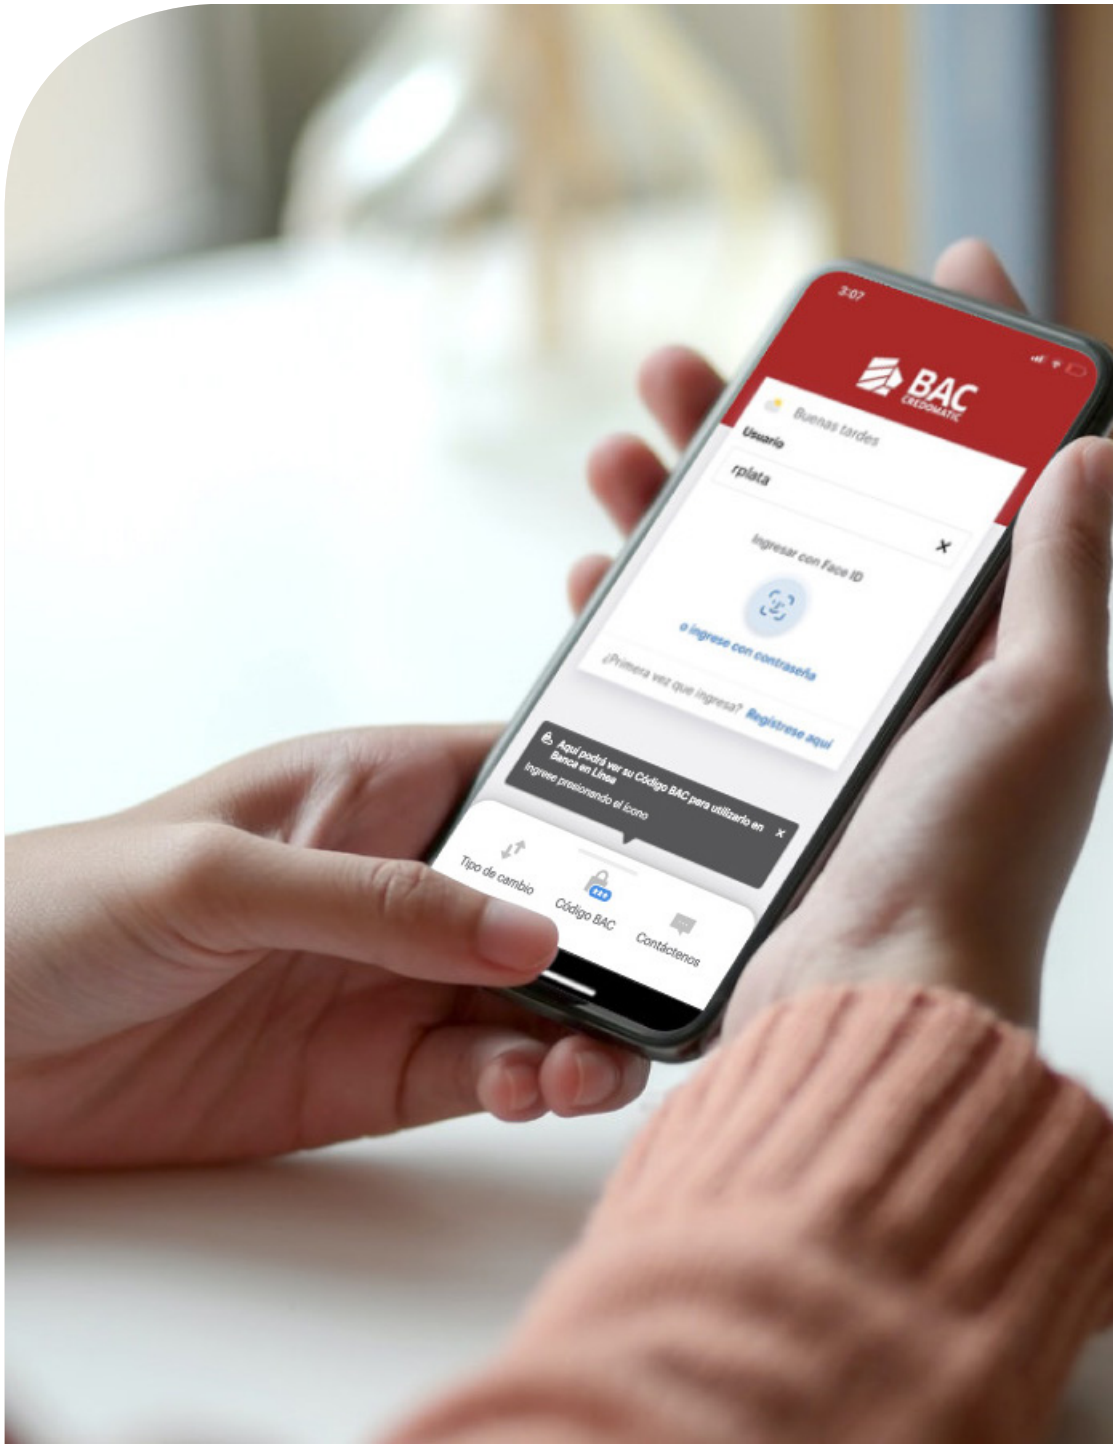 3:07
BAC
CREDOMATIC
Buenas tardes
Usuario
rplata
Ingresar con Face ID
o ingrese con contraseña
¿Primera vez que ingresa? Regístrese aquí
Aquí podrá ver su Código BAC para utilizarlo en
Banca en Línea
Ingrese presionando el ícono
Tipo de cambio
Código BAC
Contáctenos